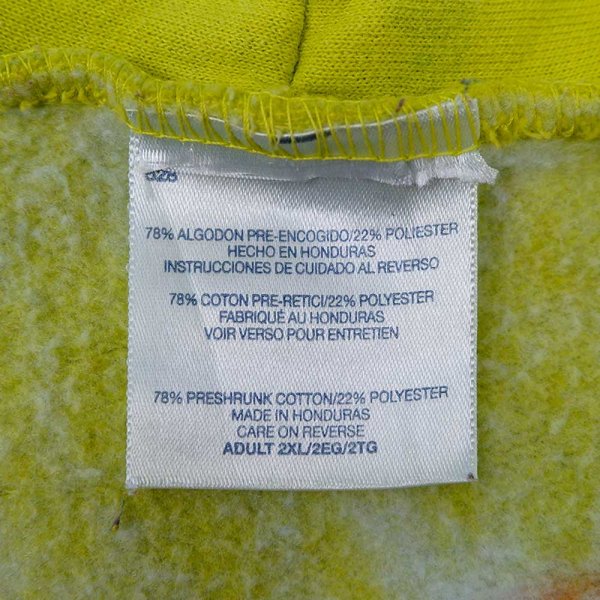 78% ALGODON PRE-ENCOGIDO/22% POLIESTER
HECHO EN HONDURAS
INSTRUCCIONES DE CUIDADO AL REVERSO
78% COTON PRE-RETICI/22% POLYESTER
FABRIQUÉ AU HONDURAS
VOIR VERSO POUR ENTRETIEN
78% PRESHRUNK COTTON/22% POLYESTER
MADE IN HONDURAS
CARE ON REVERSE
ADULT 2XL/2EG/2TG